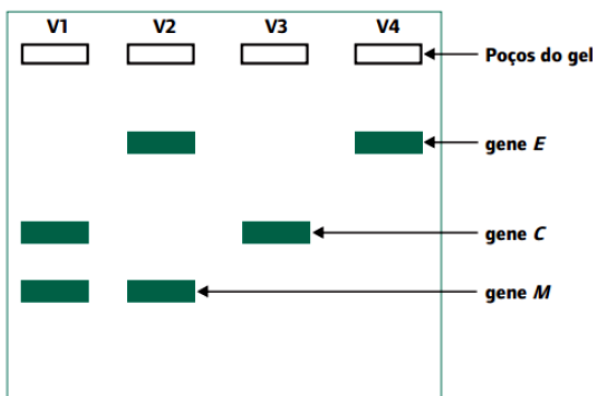 V1 V2 V3 V4
Poços do gel
gene E
gene C
gene M